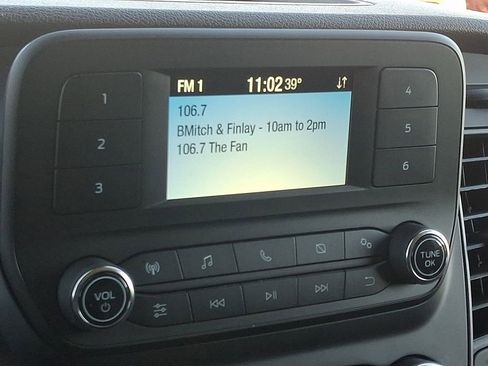 FM 1 11:02 39°
106.7
BMitch & Finlay - 10am to 2pm
106.7 The Fan
1
2
3
4
5
6
VOL
TUNE
OK